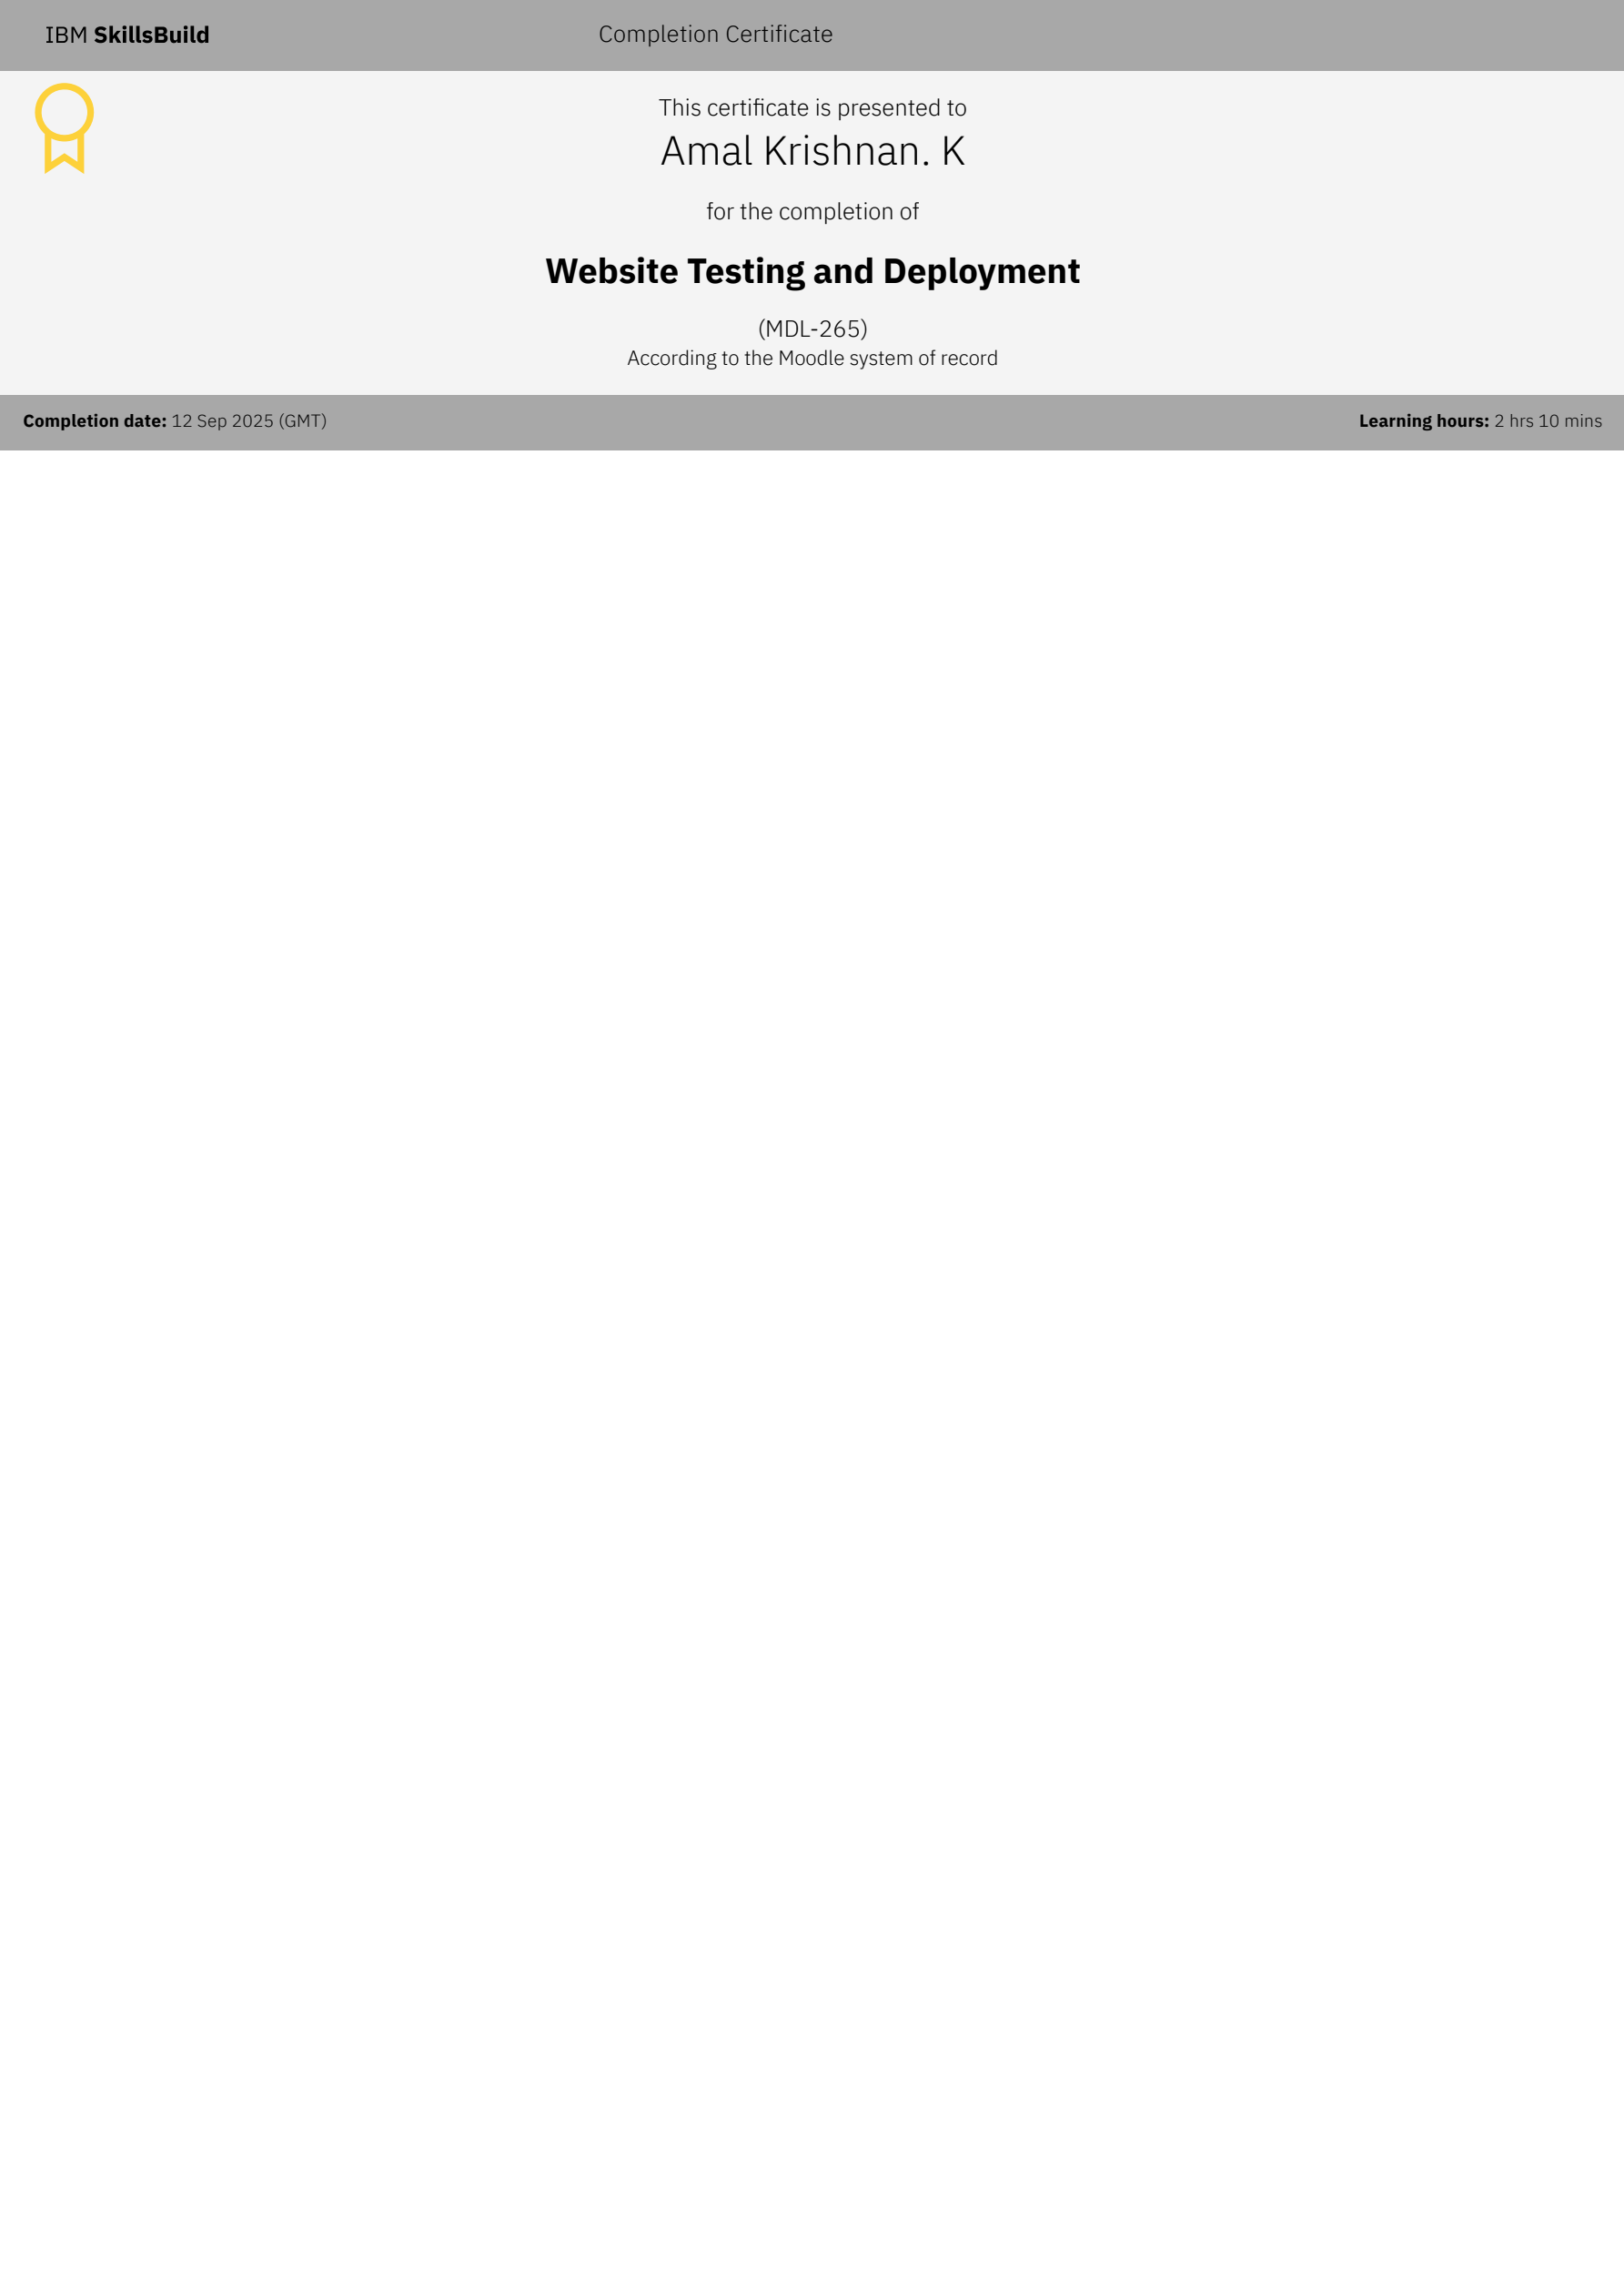 IBM SkillsBuild
Completion Certificate
This certificate is presented to
Amal Krishnan. K
for the completion of
Website Testing and Deployment
(MDL-265)
According to the Moodle system of record
Completion date: 12 Sep 2025 (GMT)
Learning hours: 2 hrs 10 mins